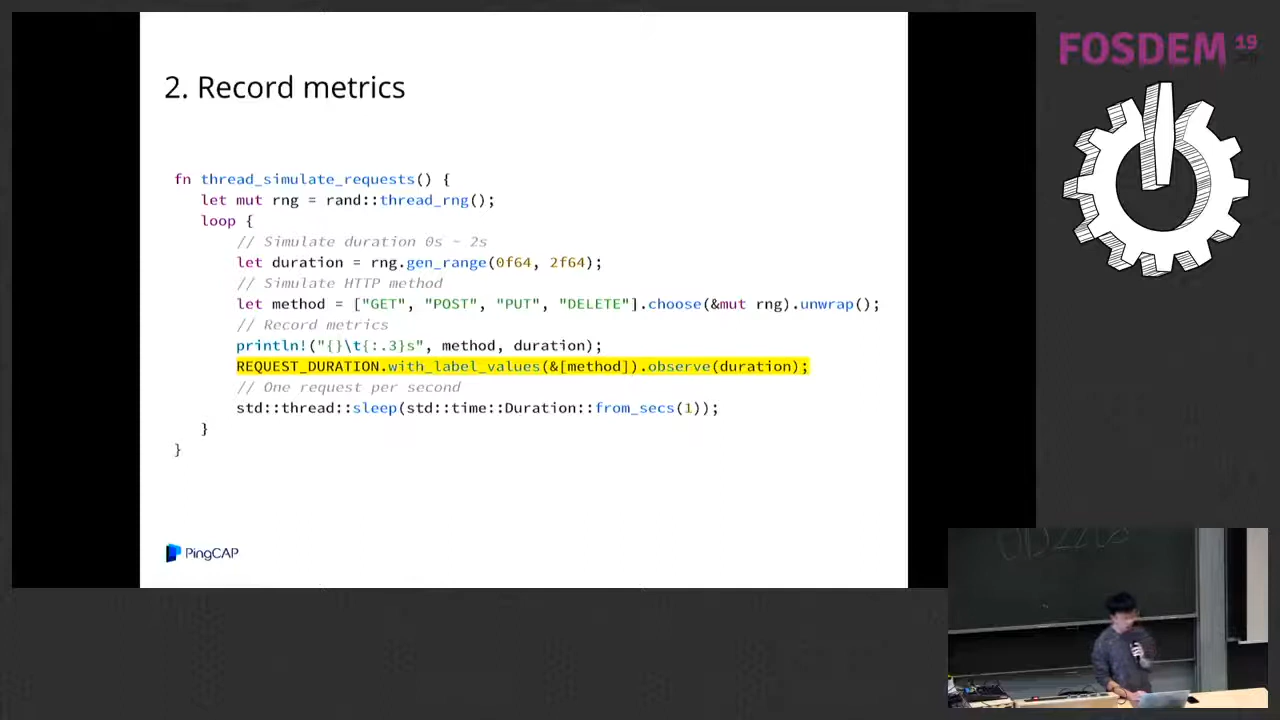 2. Record metrics
fn thread_simulate_requests() {
let mut rng = rand::thread_rng();
loop {
// Simulate duration 0s ~ 2s
let duration = rng.gen_range(0f64, 2f64);
// Simulate HTTP method
let method = ["GET", "POST", "PUT", "DELETE"].choose(&mut rng).unwrap();
// Record metrics
println!("{}\t{:.3}s", method, duration);
REQUEST_DURATION.with_label_values(&[method]).observe(duration);
// One request per second
std::thread::sleep(std::time::Duration::from_secs(1));
}
}
PingCAP
FOSDEM 19